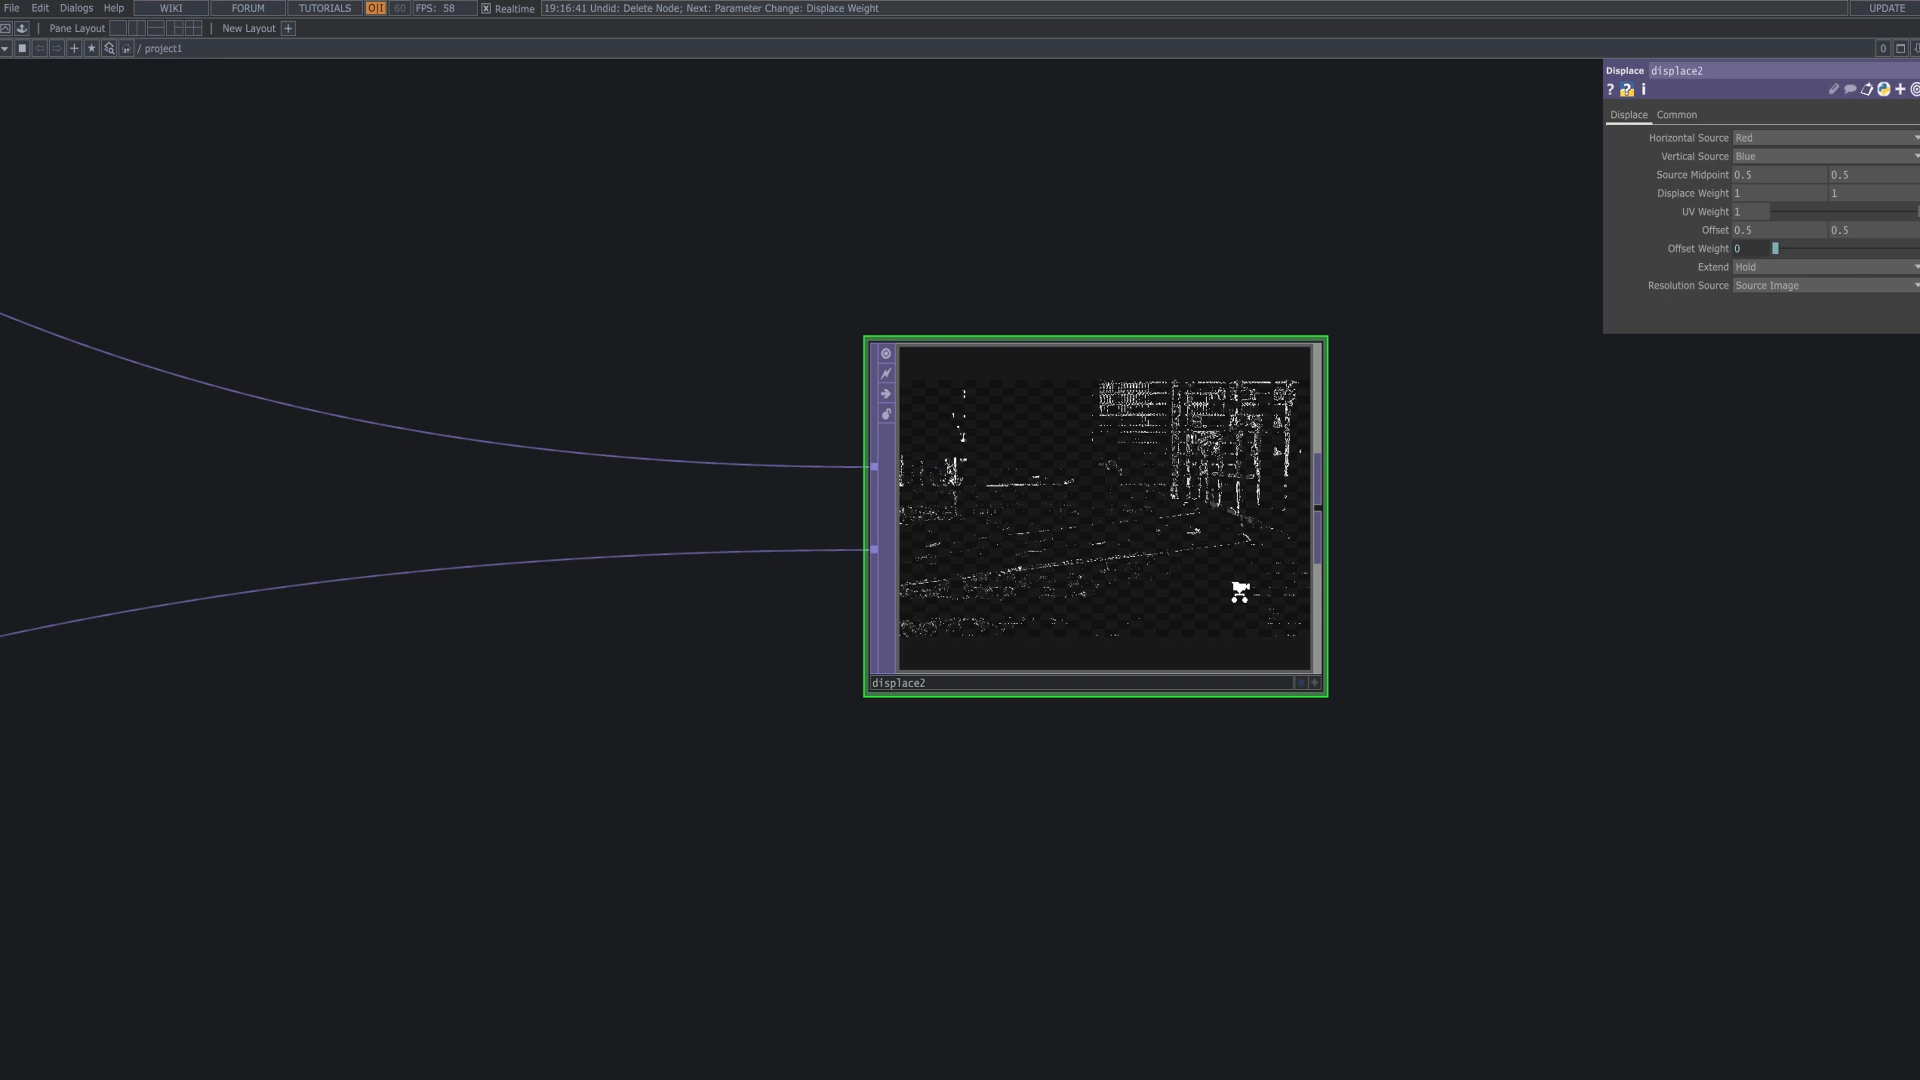 File Edit Dialogs Help WIKI FORUM TUTORIALS O|I 60 FPS: 58 Realtime 19:16:41 Undid: Delete Node; Next: Parameter Change: Displace Weight UPDATE
Pane Layout New Layout +
/ project1 0
Displace displace2
? ? i
Displace Common
Horizontal Source Red
Vertical Source Blue
Source Midpoint 0.5 0.5
Displace Weight 1 1
UV Weight 1
Offset 0.5 0.5
Offset Weight 0
Extend Hold
Resolution Source Source Image
displace2